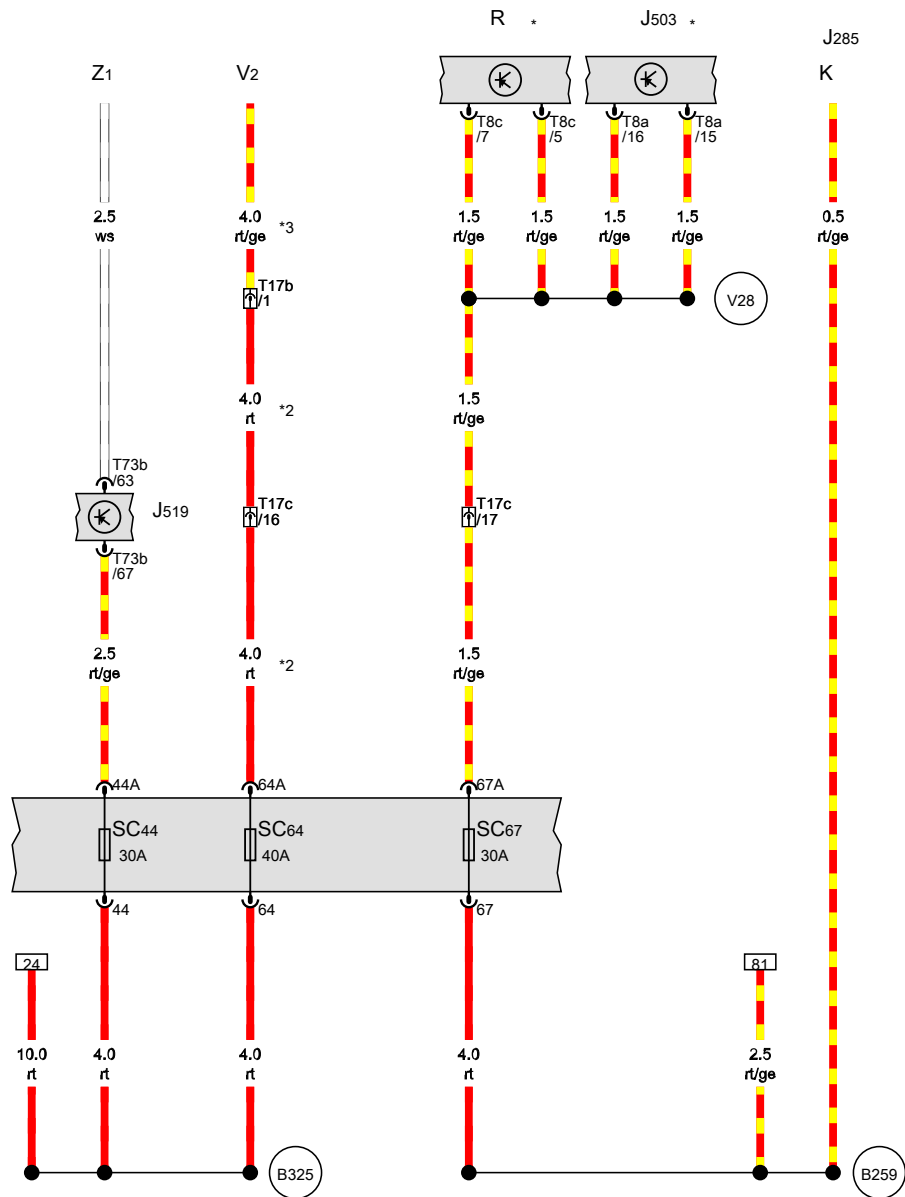 R *
J503 *
J285
Z1
V2
K
T8c
/7
T8c
/5
T8a
/16
T8a
/15
2.5
ws
4.0
rt/ge
*3
1.5
rt/ge
1.5
rt/ge
1.5
rt/ge
1.5
rt/ge
0.5
rt/ge
T17b
/1
V28
4.0
rt
*2
1.5
rt/ge
T73b
/63
J519
T17c
/16
T17c
/17
T73b
/67
2.5
rt/ge
4.0
rt
*2
1.5
rt/ge
44A
64A
67A
SC44
30A
SC64
40A
SC67
30A
44
64
67
24
81
10.0
rt
4.0
rt
4.0
rt
4.0
rt
2.5
rt/ge
B325
B259